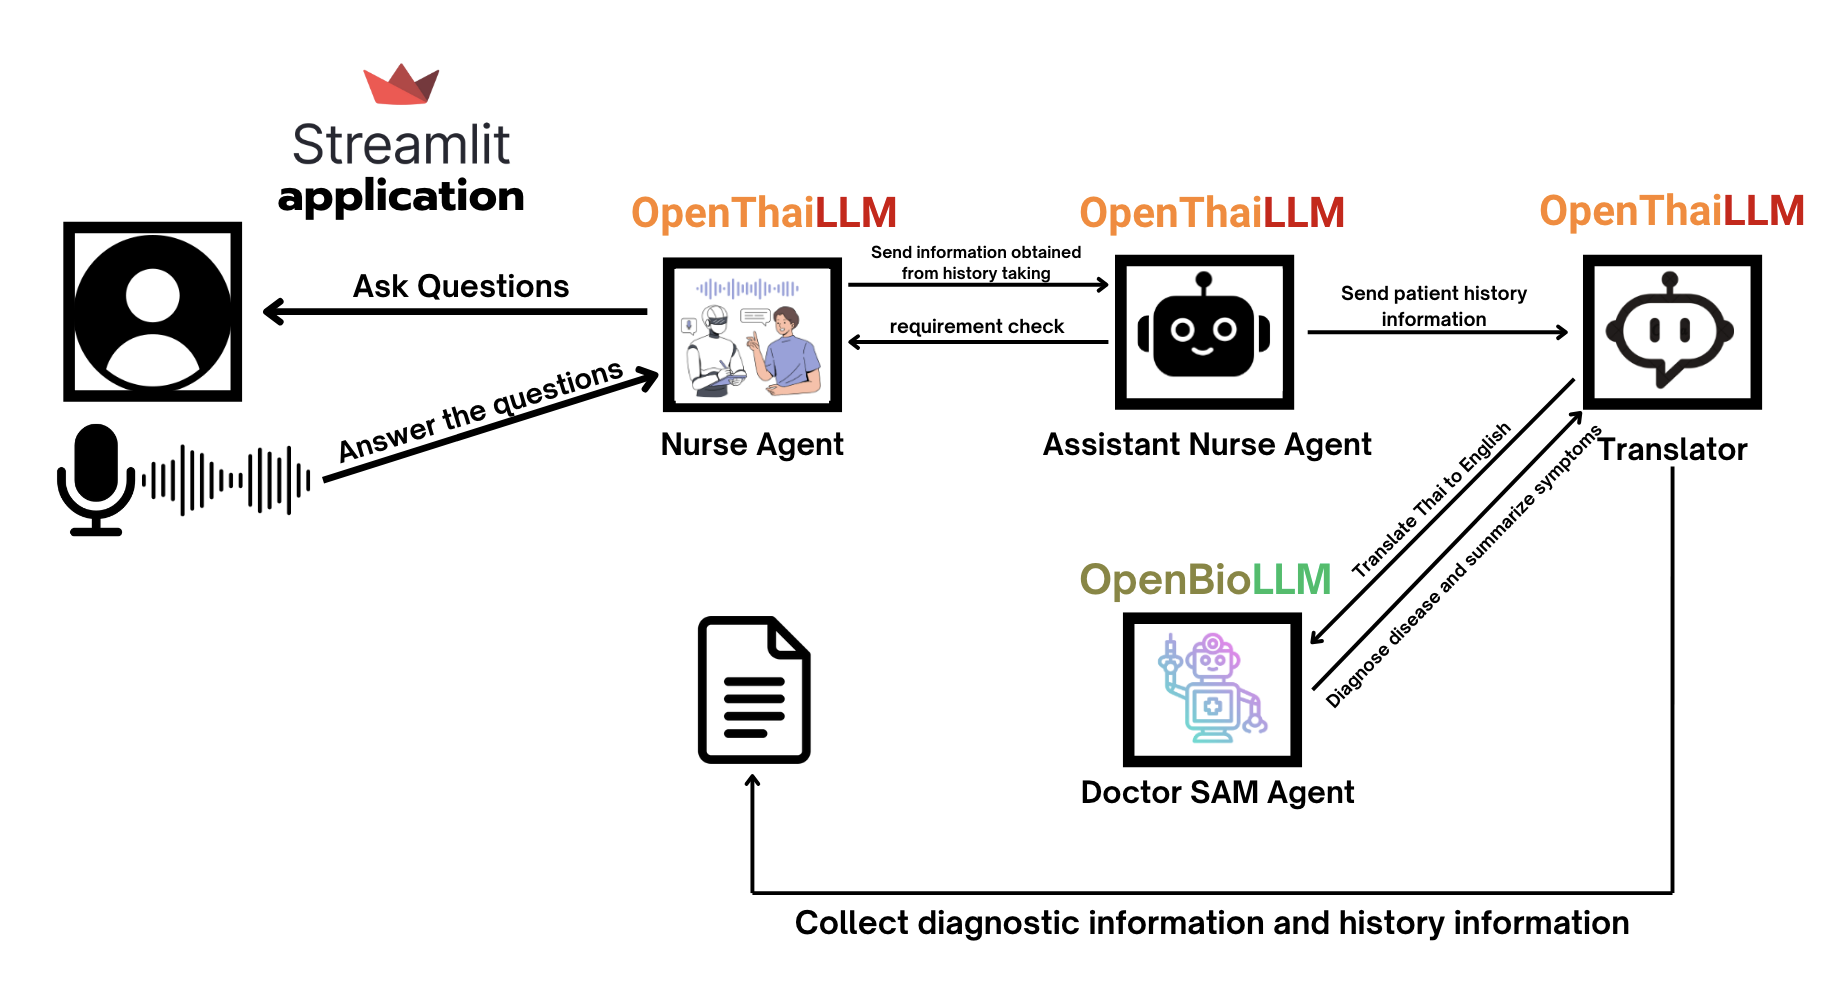 Streamlit
application
OpenThaiLLM
OpenThaiLLM
OpenThaiLLM
Ask Questions
Send information obtained
from history taking
requirement check
Send patient history
information
Answer the questions
Nurse Agent
Assistant Nurse Agent
Translator
Translate Thai to English
Diagnose disease and summarize symptoms
OpenBioLLM
Doctor SAM Agent
Collect diagnostic information and history information